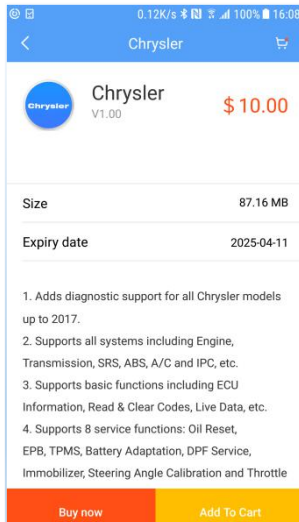 0.12K/s 100% 16:08
Chrysler
Chrysler
Chrysler
V1.00
$ 10.00
Size 87.16 MB
Expiry date 2025-04-11
1. Adds diagnostic support for all Chrysler models
up to 2017.
2. Supports all systems including Engine,
Transmission, SRS, ABS, A/C and IPC, etc.
3. Supports basic functions including ECU
Information, Read & Clear Codes, Live Data, etc.
4. Supports 8 service functions: Oil Reset,
EPB, TPMS, Battery Adaptation, DPF Service,
Immobilizer, Steering Angle Calibration and Throttle
Buy now Add To Cart